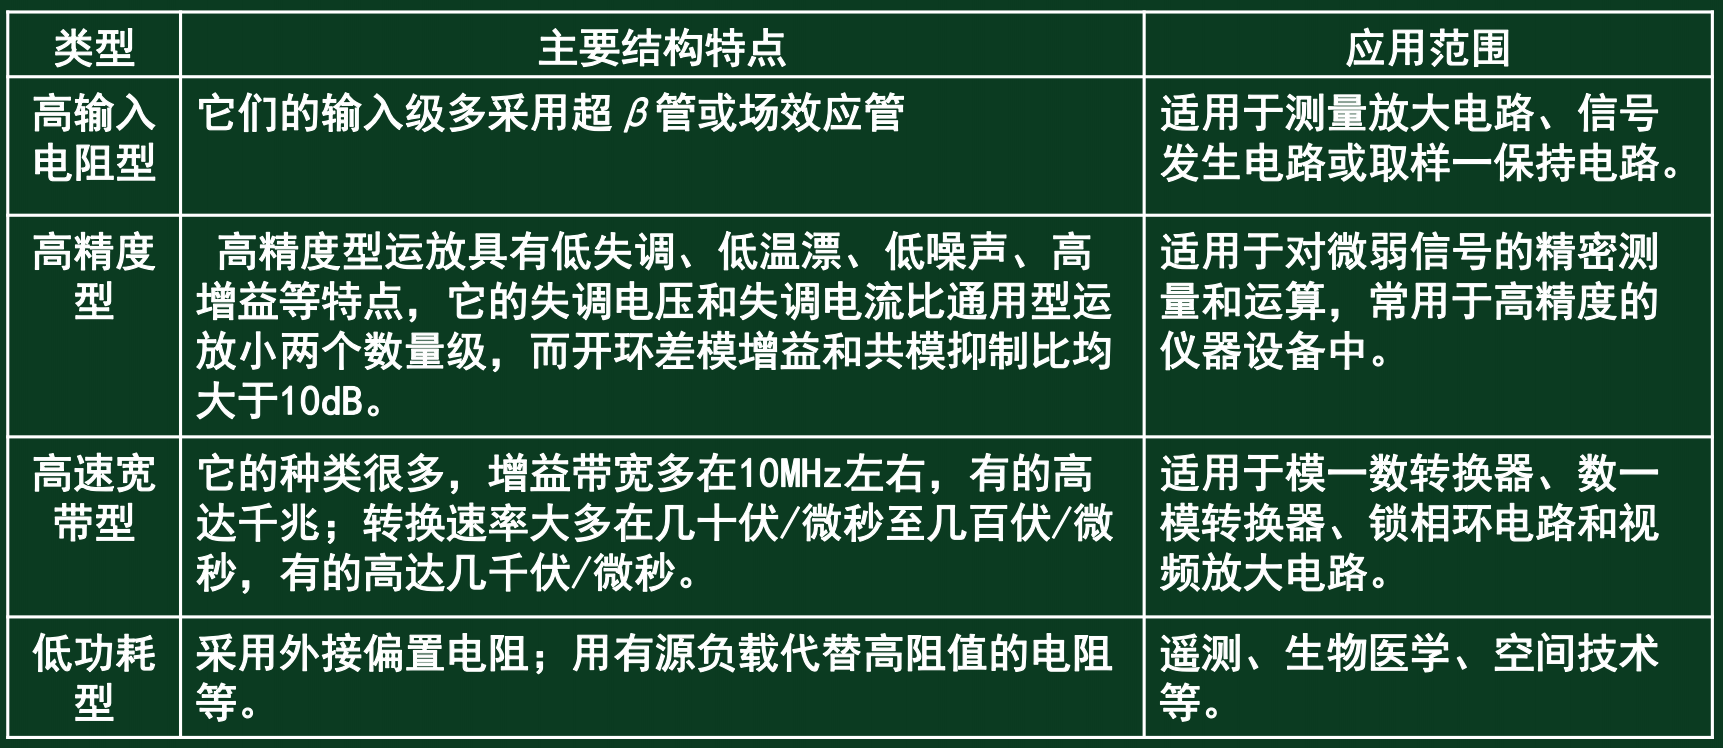 类型
主要结构特点
应用范围
高输入
电阻型
它们的输入级多采用超β管或场效应管
适用于测量放大电路、信号
发生电路或取样—保持电路。
高精度
型
高精度型运放具有低失调、低温漂、低噪声、高
增益等特点，它的失调电压和失调电流比通用型运
放小两个数量级，而开环差模增益和共模抑制比均
大于10dB。
适用于对微弱信号的精密测
量和运算，常用于高精度的
仪器设备中。
高速宽
带型
它的种类很多，增益带宽多在10MHz左右，有的高
达千兆；转换速率大多在几十伏/微秒至几百伏/微
秒，有的高达几千伏/微秒。
适用于模—数转换器、数—
模转换器、锁相环电路和视
频放大电路。
低功耗
型
采用外接偏置电阻；用有源负载代替高阻值的电阻
等。
遥测、生物医学、空间技术
等。